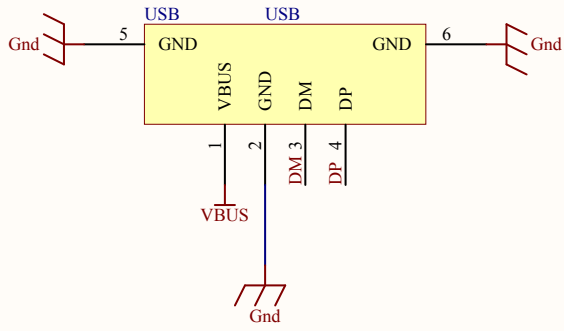 USB USB
Gnd 5 GND GND 6 Gnd
VBUS GND DM DP
1 2 3 4
DM DP
VBUS
Gnd